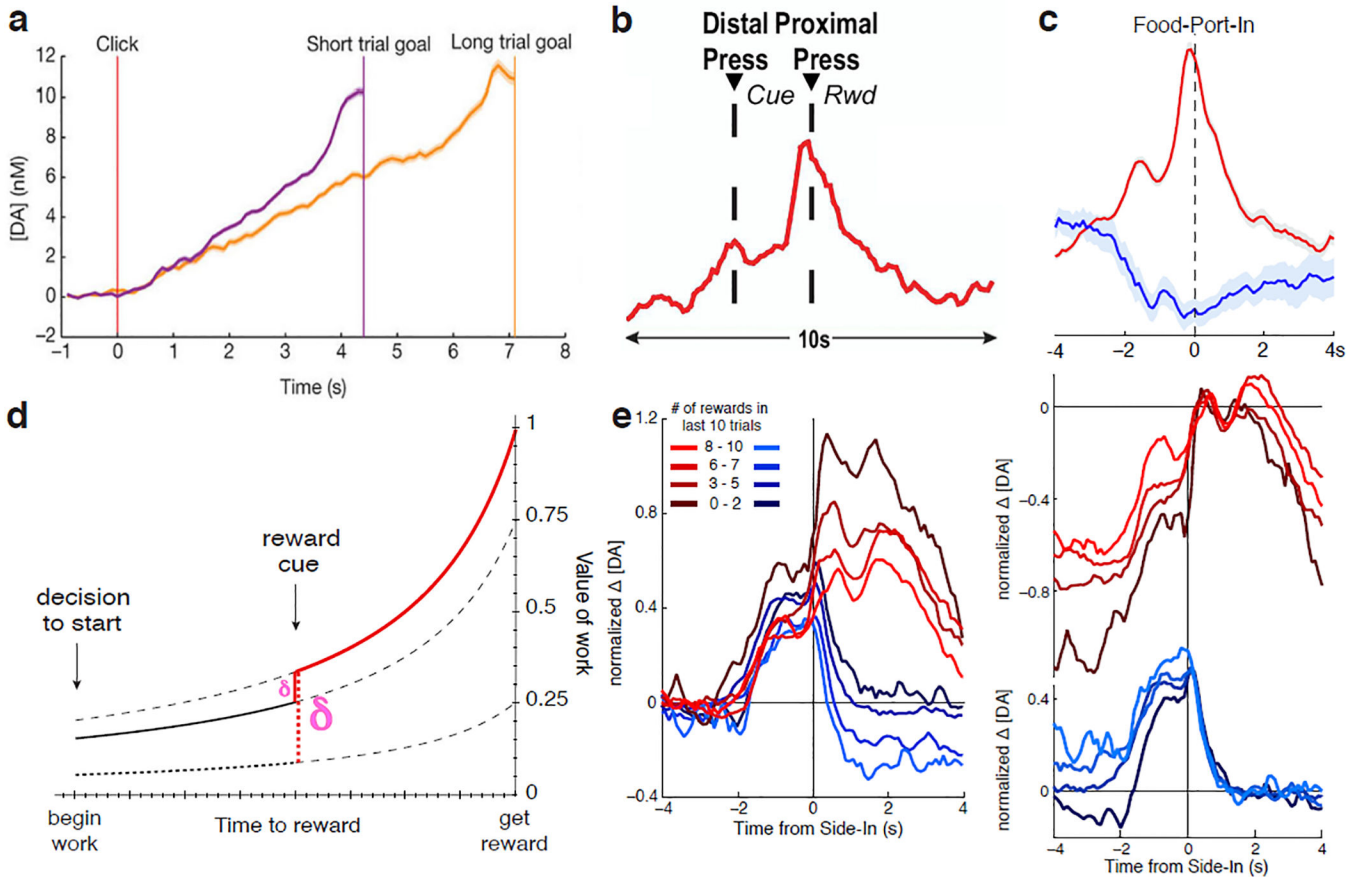 a
Click
Short trial goal
Long trial goal
12
10
8
6
4
2
0
−2
[DA] (nM)
−1
0
1
2
3
4
5
6
7
8
Time (s)
b
Distal Proximal
Press Press
Cue Rwd
10s
c
Food-Port-In
-4
−2
0
2
4s
d
decision
to start
reward
cue
δ
δ
1
0.75
0.5
0.25
0
Value of work
begin
work
Time to reward
get
reward
e
# of rewards in
last 10 trials
8 - 10
6 - 7
3 - 5
0 - 2
1.2
0.8
0.4
0
−0.4
normalized Δ [DA]
−4
−2
0
2
4
Time from Side-In (s)
0
−0.4
−0.8
normalized Δ [DA]
0.4
0
normalized Δ [DA]
−4
−2
0
2
4
Time from Side-In (s)